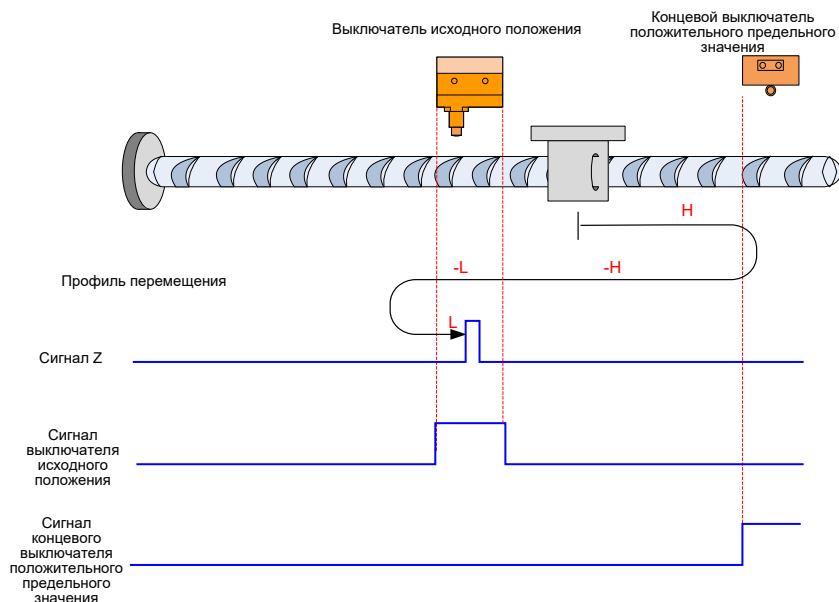 Выключатель исходного положения
Концевой выключатель
положительного предельного
значения
H
-L
-H
Профиль перемещения
L
Сигнал Z
Сигнал
выключателя
исходного
положения
Сигнал
концевого
выключателя
положительного
предельного
значения